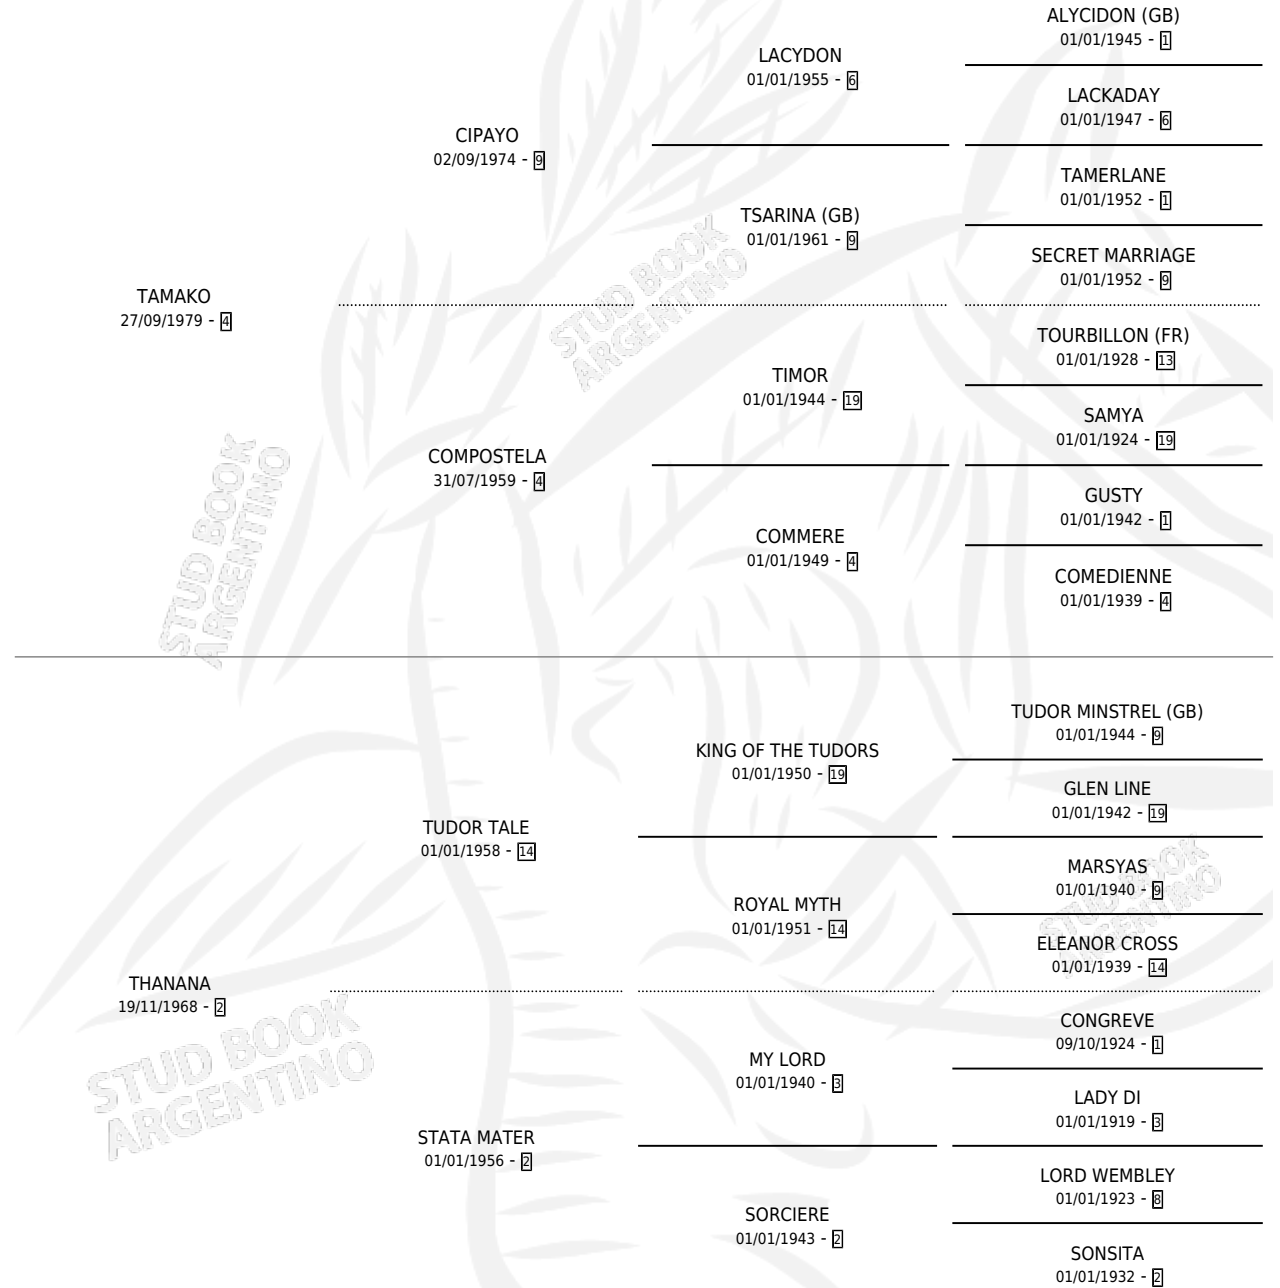 ALYCIDON (GB)
01/01/1945 - 1
LACYDON
01/01/1955 - 6
LACKADAY
01/01/1947 - 6
CIPAYO
02/09/1974 - 9
TAMERLANE
01/01/1952 - 1
TSARINA (GB)
01/01/1961 - 9
SECRET MARRIAGE
01/01/1952 - 9
TAMAKO
27/09/1979 - 4
STUD BOOK
ARGENTINO
TOURBILLON (FR)
01/01/1928 - 13
TIMOR
01/01/1944 - 19
SAMYA
01/01/1924 - 19
COMPOSTELA
31/07/1959 - 4
GUSTY
01/01/1942 - 1
COMMERE
01/01/1949 - 4
COMEDIENNE
01/01/1939 - 4
STUD BOOK
ARGENTINO
TUDOR MINSTREL (GB)
01/01/1944 - 9
KING OF THE TUDORS
01/01/1950 - 19
GLEN LINE
01/01/1942 - 19
TUDOR TALE
01/01/1958 - 14
MARSYAS
01/01/1940 - 9
ROYAL MYTH
01/01/1951 - 14
ELEANOR CROSS
01/01/1939 - 14
STUD BOOK
ARGENTINO
THANANA
19/11/1968 - 2
CONGREVE
09/10/1924 - 1
MY LORD
01/01/1940 - 3
LADY DI
01/01/1919 - 3
STUD BOOK
ARGENTINO
STATA MATER
01/01/1956 - 2
LORD WEMBLEY
01/01/1923 - 8
SORCIERE
01/01/1943 - 2
SONSITA
01/01/1932 - 2